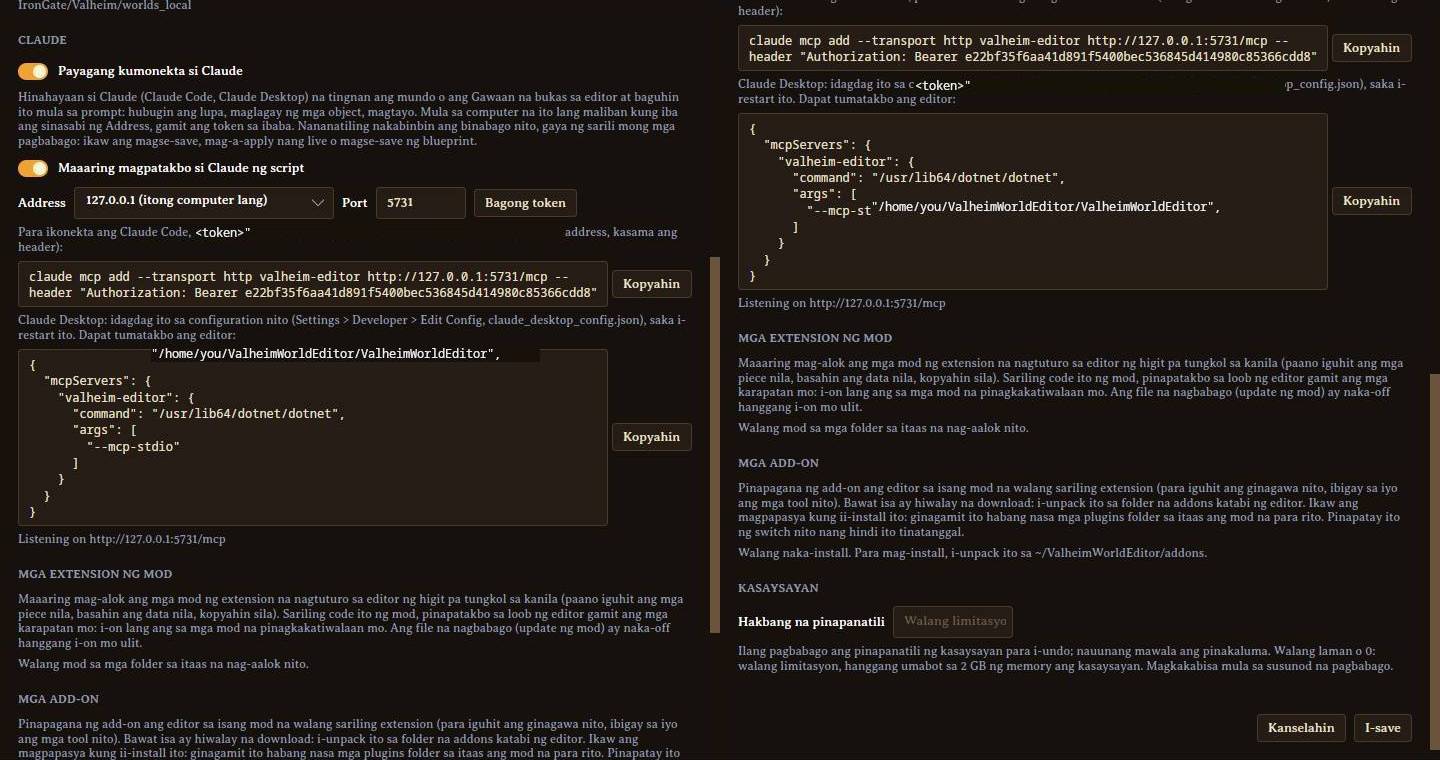 IronGate/Valheim/worlds_local
CLAUDE
Payagang kumonekta si Claude
Hinahayaan si Claude (Claude Code, Claude Desktop) na tingnan ang mundo o ang Gawaan na bukas sa editor at baguhin
ito mula sa prompt: hubugin ang lupa, maglagay ng mga object, magtayo. Mula sa computer na ito lang maliban kung iba
ang sinasabi ng Address, gamit ang token sa ibaba. Nananatiling nakabinbin ang binabago nito, gaya ng sarili mong mga
pagbabago: ikaw ang magse-save, mag-a-apply nang live o magse-save ng blueprint.
Maaaring magpatakbo si Claude ng script
Address 127.0.0.1 (itong computer lang) Port 5731 Bagong token
Para ikonekta ang Claude Code, <token>" address, kasama ang
header):
claude mcp add --transport http valheim-editor http://127.0.0.1:5731/mcp --
header "Authorization: Bearer e22bf35f6aa41d891f5400bec536845d414980c85366cdd8"
Kopyahin
Claude Desktop: idagdag ito sa configuration nito (Settings > Developer > Edit Config, claude_desktop_config.json), saka i-
restart ito. Dapat tumatakbo ang editor:
"/home/you/ValheimWorldEditor/ValheimWorldEditor",
{
"mcpServers": {
"valheim-editor": {
"command": "/usr/lib64/dotnet/dotnet",
"args": [
"--mcp-stdio"
]
}
}
}
Kopyahin
Listening on http://127.0.0.1:5731/mcp
MGA EXTENSION NG MOD
Maaaring mag-alok ang mga mod ng extension na nagtuturo sa editor ng higit pa tungkol sa kanila (paano iguhit ang mga
piece nila, basahin ang data nila, kopyahin sila). Sariling code ito ng mod, pinapatakbo sa loob ng editor gamit ang mga
karapatan mo: i-on lang ang sa mga mod na pinagkakatiwalaan mo. Ang file na nagbabago (update ng mod) ay naka-off
hanggang i-on mo ulit.
Walang mod sa mga folder sa itaas na nag-aalok nito.
MGA ADD-ON
Pinapagana ng add-on ang editor sa isang mod na walang sariling extension (para iguhit ang ginagawa nito, ibigay sa iyo
ang mga tool nito). Bawat isa ay hiwalay na download: i-unpack ito sa folder na addons katabi ng editor. Ikaw ang
magpapasya kung ii-install ito: ginagamit ito habang nasa mga plugins folder sa itaas ang mod na para rito. Pinapatay ito
header):
claude mcp add --transport http valheim-editor http://127.0.0.1:5731/mcp --
header "Authorization: Bearer e22bf35f6aa41d891f5400bec536845d414980c85366cdd8"
Kopyahin
Claude Desktop: idagdag ito sa c<token>" op_config.json), saka i-
restart ito. Dapat tumatakbo ang editor:
{
"mcpServers": {
"valheim-editor": {
"command": "/usr/lib64/dotnet/dotnet",
"args": [
"--mcp-st"/home/you/ValheimWorldEditor/ValheimWorldEditor",
]
}
}
}
Kopyahin
Listening on http://127.0.0.1:5731/mcp
MGA EXTENSION NG MOD
Maaaring mag-alok ang mga mod ng extension na nagtuturo sa editor ng higit pa tungkol sa kanila (paano iguhit ang mga
piece nila, basahin ang data nila, kopyahin sila). Sariling code ito ng mod, pinapatakbo sa loob ng editor gamit ang mga
karapatan mo: i-on lang ang sa mga mod na pinagkakatiwalaan mo. Ang file na nagbabago (update ng mod) ay naka-off
hanggang i-on mo ulit.
Walang mod sa mga folder sa itaas na nag-aalok nito.
MGA ADD-ON
Pinapagana ng add-on ang editor sa isang mod na walang sariling extension (para iguhit ang ginagawa nito, ibigay sa iyo
ang mga tool nito). Bawat isa ay hiwalay na download: i-unpack ito sa folder na addons katabi ng editor. Ikaw ang
magpapasya kung ii-install ito: ginagamit ito habang nasa mga plugins folder sa itaas ang mod na para rito. Pinapatay ito
ng switch nito nang hindi ito tinatanggal.
Walang naka-install. Para mag-install, i-unpack ito sa ~/ValheimWorldEditor/addons.
KASAYSAYAN
Hakbang na pinapanatili Walang limitasyo
Ilang pagbabago ang pinapanatili ng kasaysayan para i-undo; nauunang mawala ang pinakaluma. Walang laman o 0:
walang limitasyon, hanggang umabot sa 2 GB ng memory ang kasaysayan. Magkakabisa mula sa susunod na pagbabago.
Kanselahin I-save